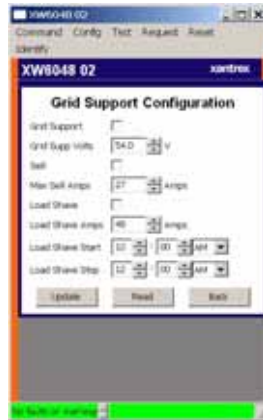 XW6048 02
Command Config Test Request Reset
Identify
XW6048 02 xantrex
Grid Support Configuration
Grid Support
Grid Supp Volts 54.0 V
Sell
Max Sell Amps 27 Amps
Load Shave
Load Shave Amps 48 Amps
Load Shave Start 12 : 00 AM
Load Shave Stop 12 : 00 AM
Update Read Back
No faults or warnings